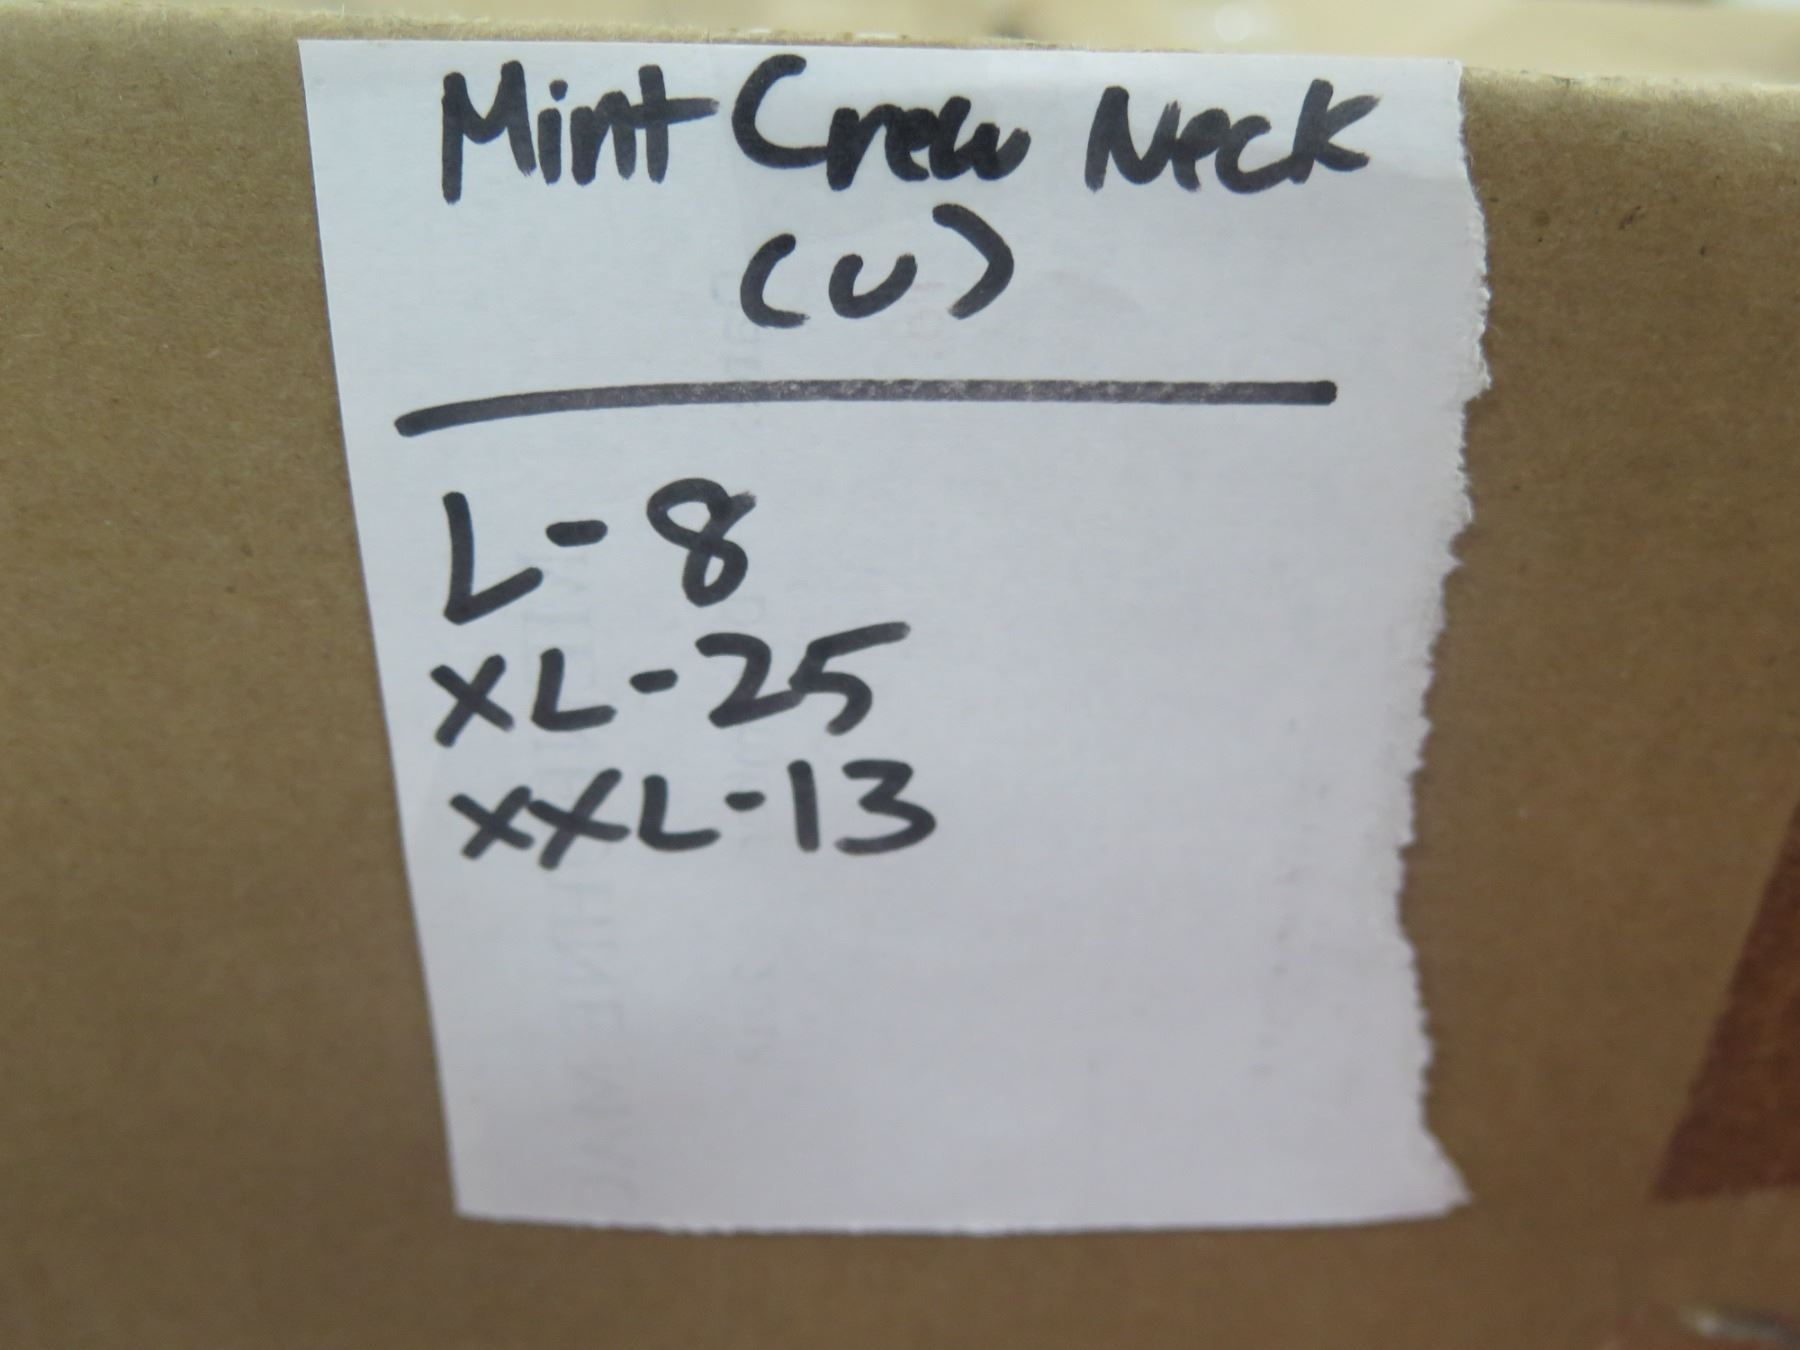 Mint Crew Neck
(U)
L-8
XL-25
XXL-13